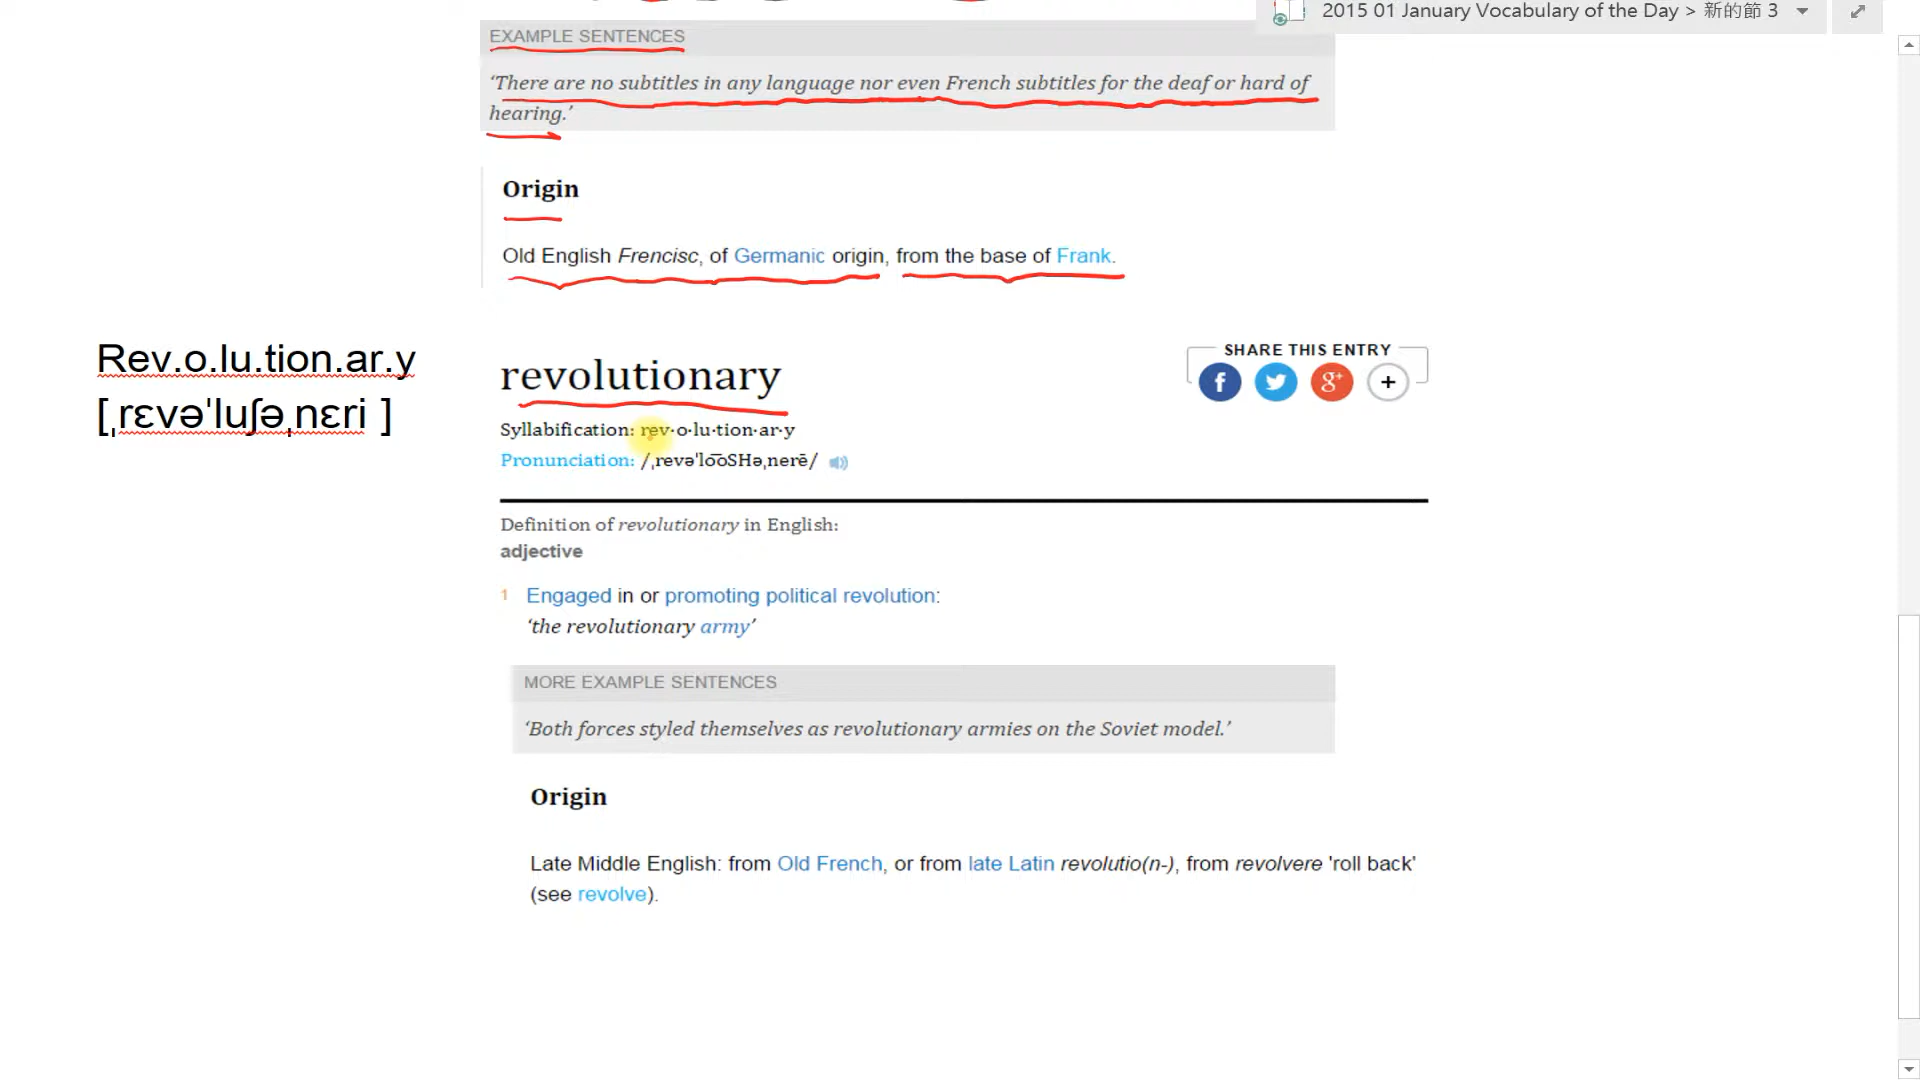 2015 01 January Vocabulary of the Day > 新的節 3
EXAMPLE SENTENCES
‘There are no subtitles in any language nor even French subtitles for the deaf or hard of
hearing.’
Origin
Old English Frencisc, of Germanic origin, from the base of Frank.
Rev.o.lu.tion.ar.y
[ˌrɛvəˈluʃəˌnɛri ]
revolutionary
SHARE THIS ENTRY
Syllabification: rev·o·lu·tion·ar·y
Pronunciation: /ˌrevəˈlo͞oSHəˌnerē/
Definition of revolutionary in English:
adjective
1 Engaged in or promoting political revolution:
‘the revolutionary army’
MORE EXAMPLE SENTENCES
‘Both forces styled themselves as revolutionary armies on the Soviet model.’
Origin
Late Middle English: from Old French, or from late Latin revolutio(n-), from revolvere 'roll back'
(see revolve).